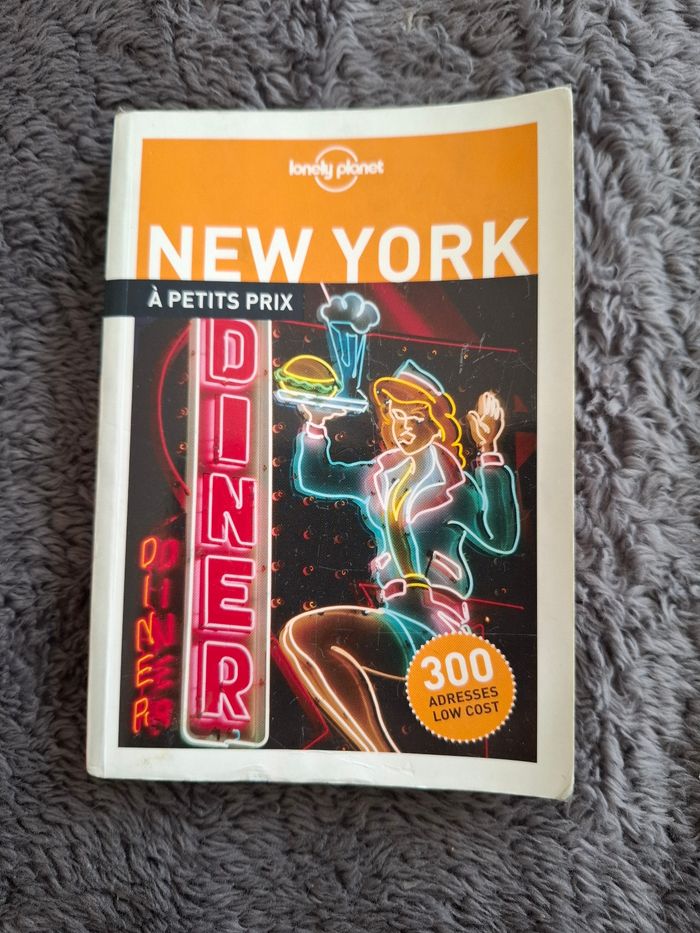 lonely planet
NEW YORK
À PETITS PRIX
DINER
DINER
DINER
300
ADRESSES
LOW COST